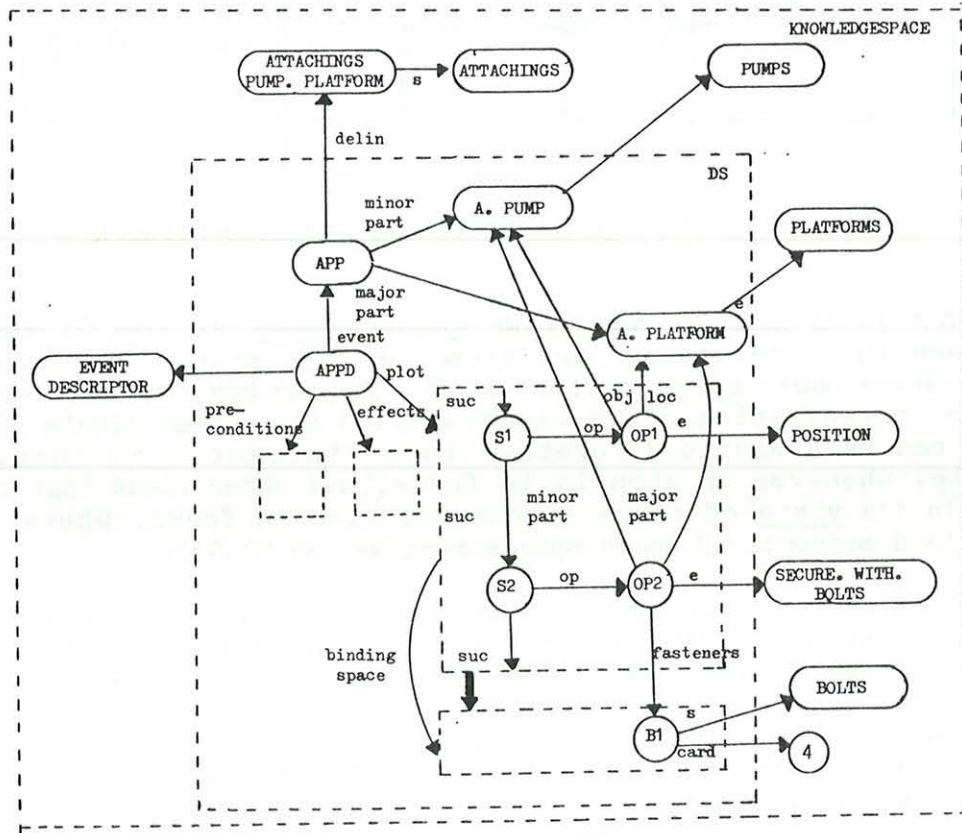 KNOWLEDGESPACE
ATTACHINGS
PUMP. PLATFORM
s
ATTACHINGS
PUMPS
delin
DS
minor
part
A. PUMP
PLATFORMS
APP
major
part
e
event
A. PLATFORM
EVENT
DESCRIPTOR
APPD
plot
pre-
conditions
effects
suc
obj
loc
S1
op
OP1
e
POSITION
suc
minor
part
major
part
S2
op
OP2
e
SECURE. WITH.
BOLTS
binding
space
suc
fasteners
BOLTS
B1
s
card
4